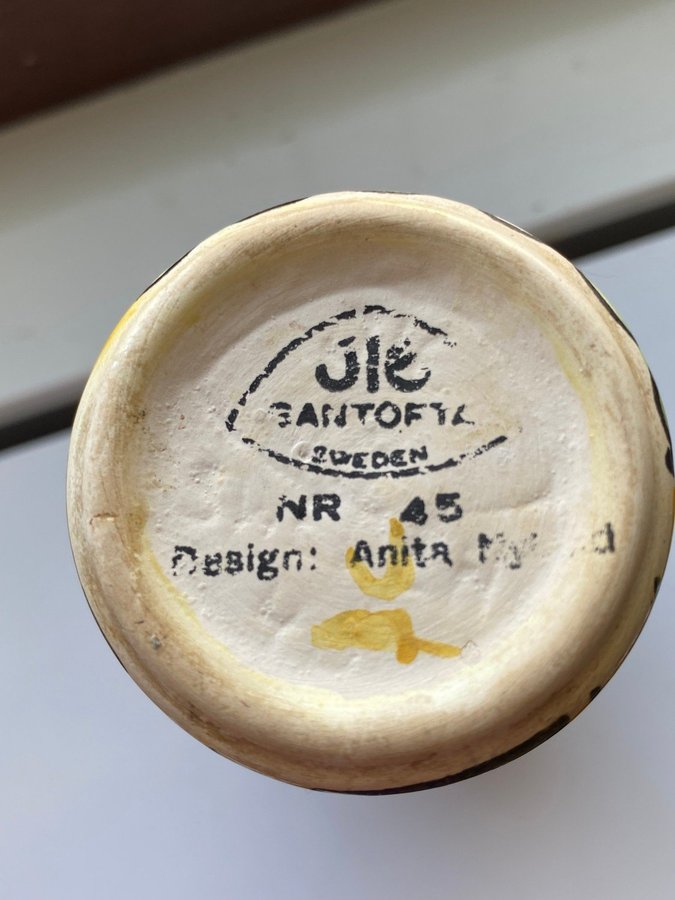 Jie
GANTOFTA
SWEDEN
NR 45
Design: Anita